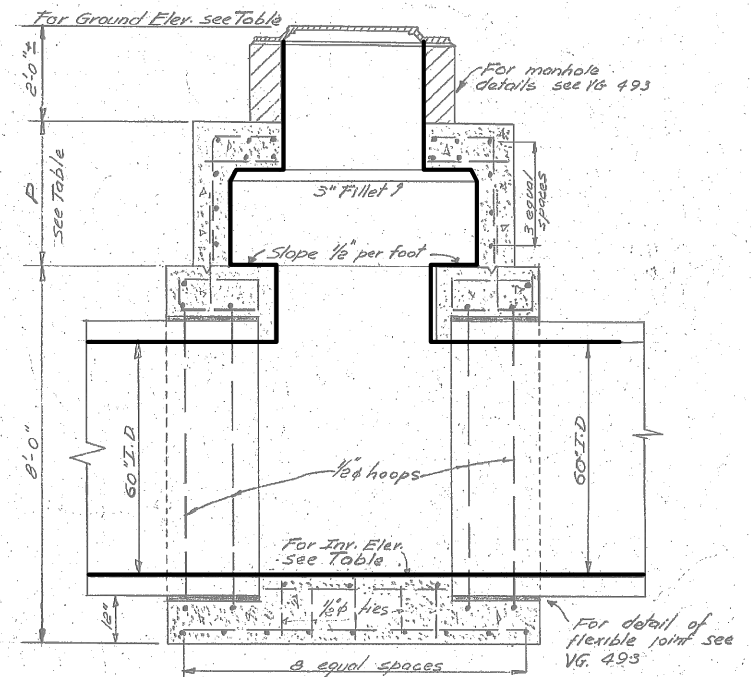 For Ground Elev. see Table
2'-0"±
For manhole
details see VG 493
P
see Table
3" Fillet
3 equal
spaces
Slope 1/2" per foot
8'-0"
60" I.D
60" I.D
1/2"ϕ hoops
For Inv. Elev.
see Table
1/2"ϕ ties
12"
For detail of
flexible joint see
VG. 493
8 equal spaces